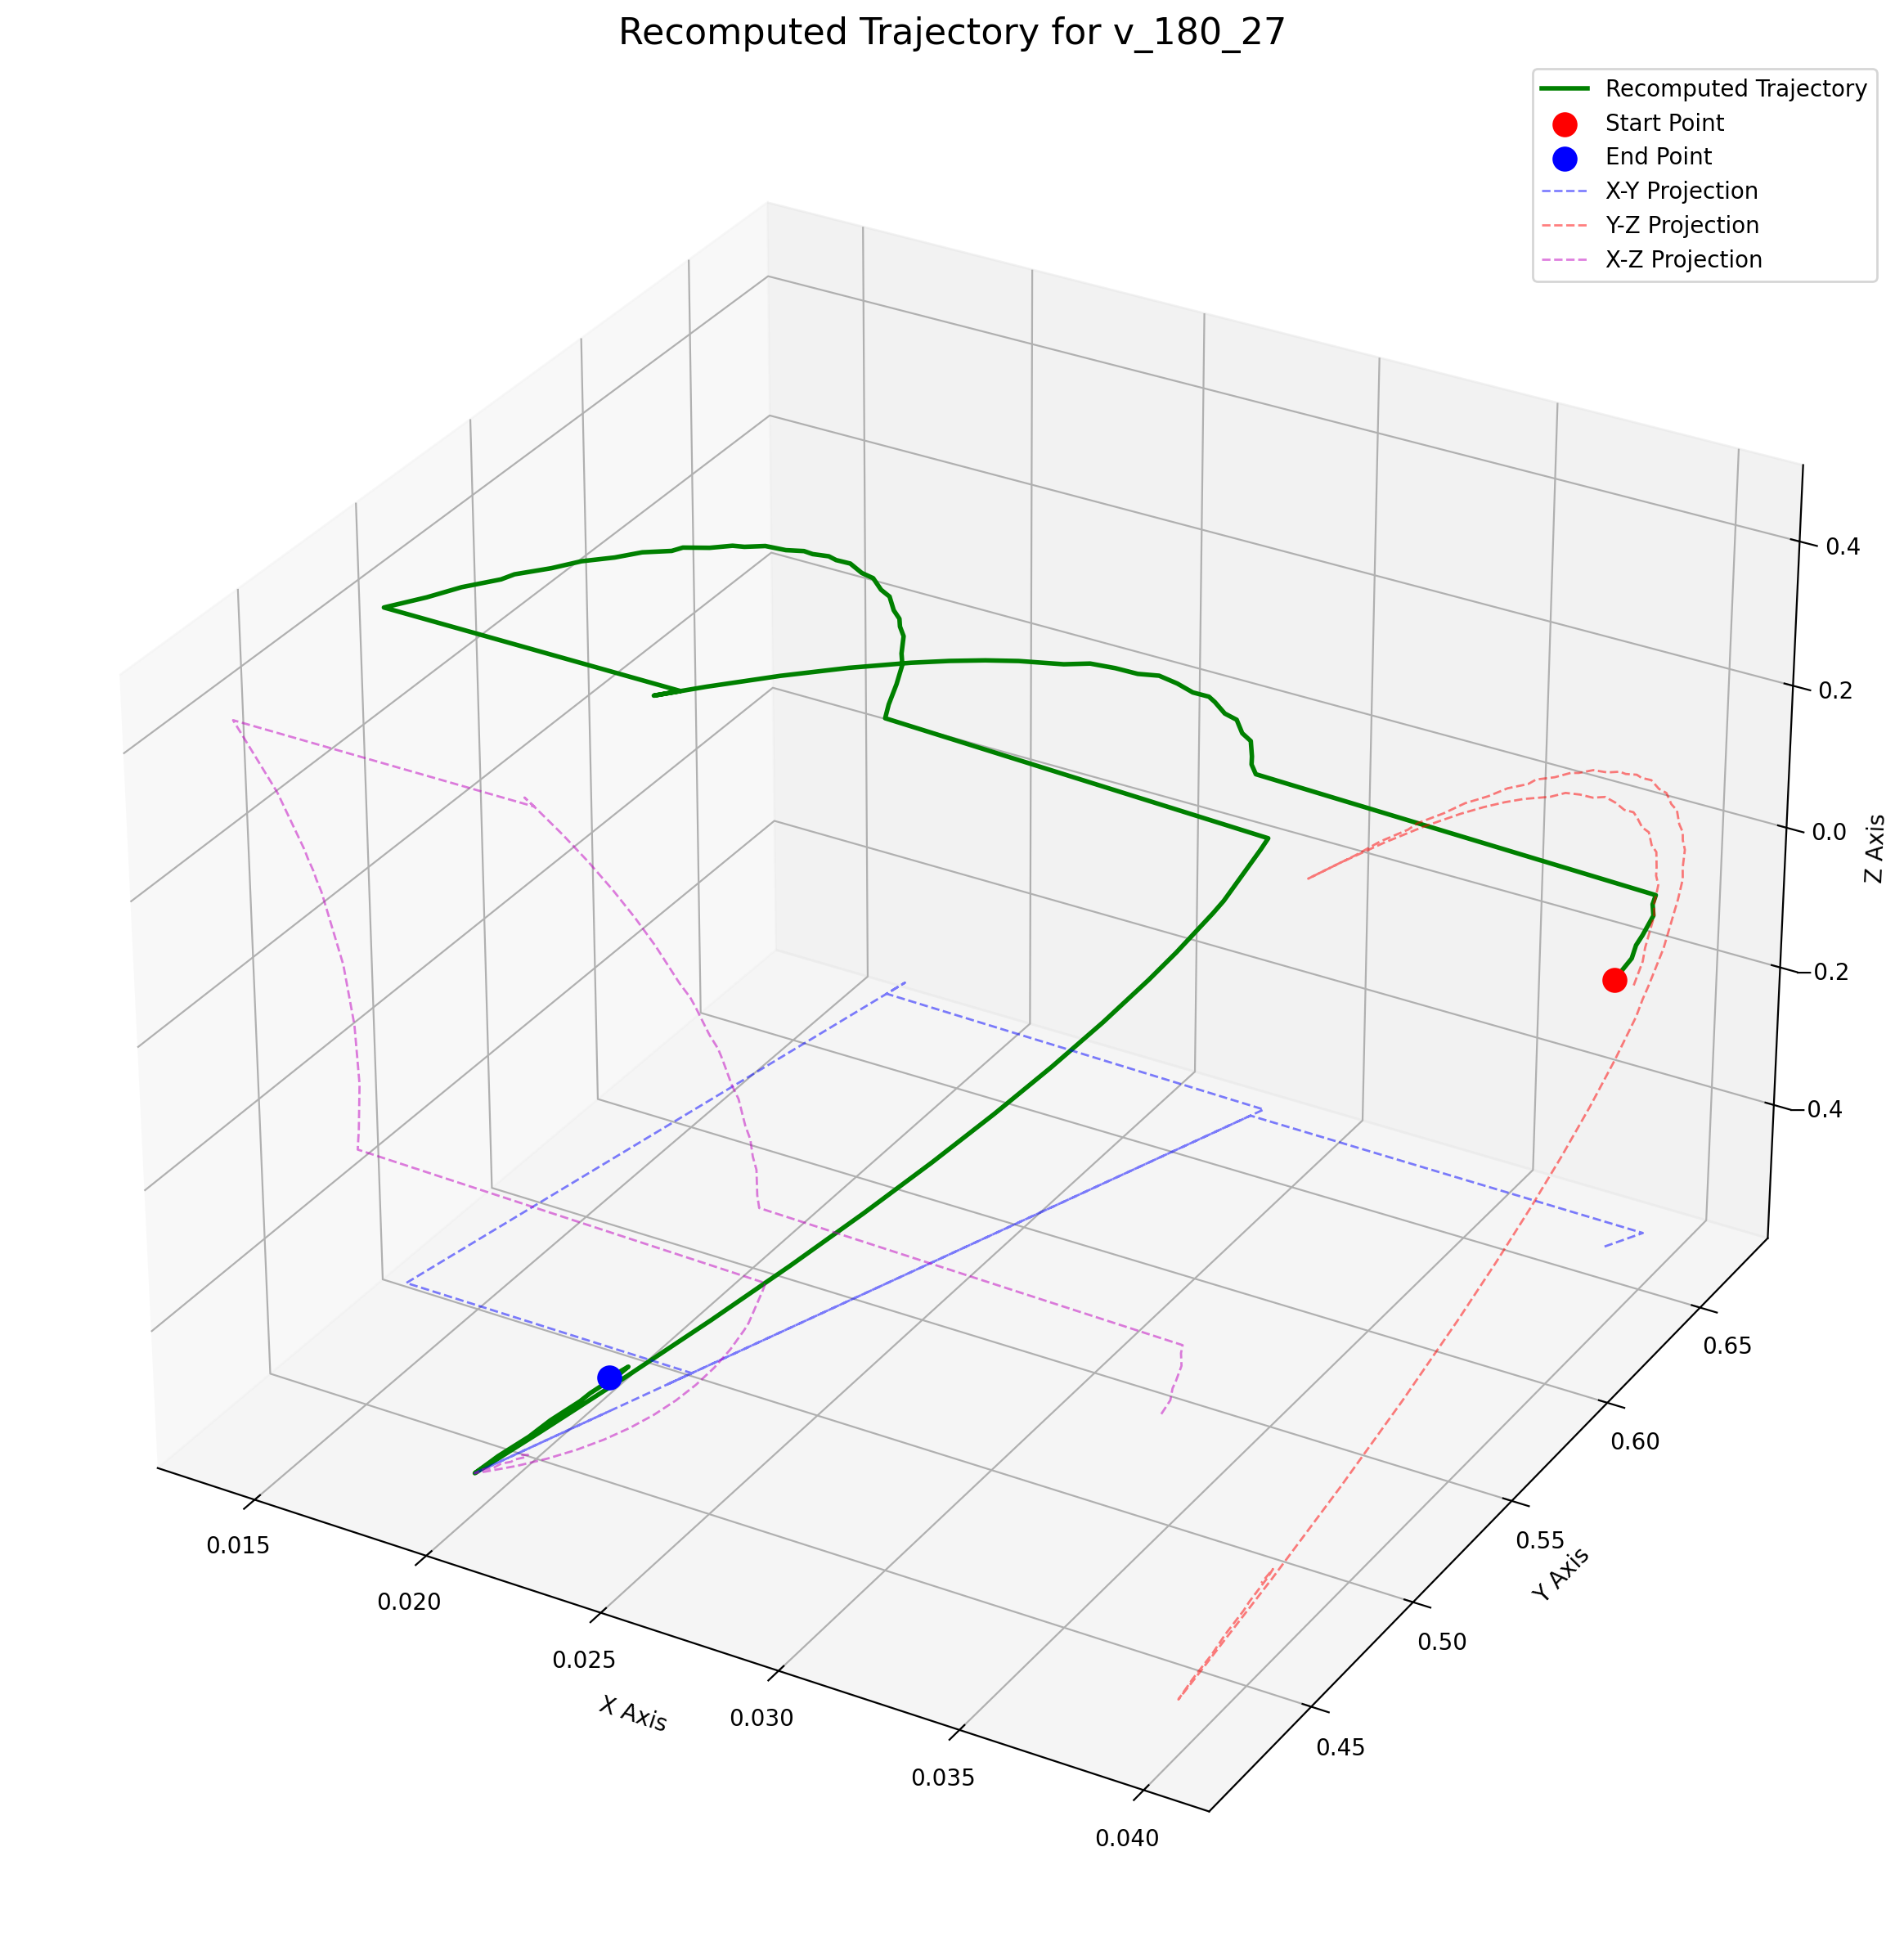 Recomputed Trajectory for v_180_27
Recomputed Trajectory
Start Point
End Point
X-Y Projection
Y-Z Projection
X-Z Projection
0.4
0.2
0.0
−0.2
−0.4
Z Axis
0.65
0.60
0.55
0.50
0.45
Y Axis
0.015
0.020
0.025
0.030
0.035
0.040
X Axis